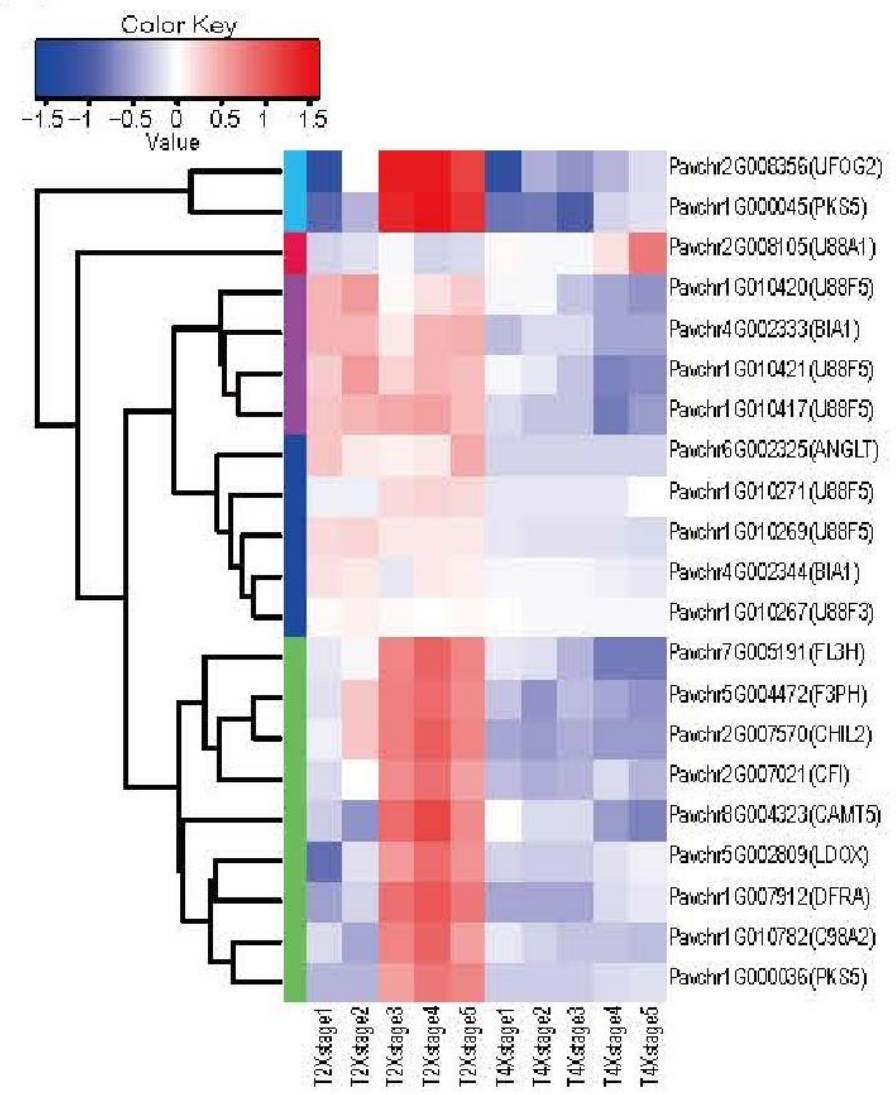 Color Key
−1.5 −1 −0.5 0 0.5 1 1.5
Value
Pavchr2G008356(UFOG2)
Pavchr1G000045(PKS5)
Pavchr2G008105(U88A1)
Pavchr1G010420(U88F5)
Pavchr4G002333(BIA1)
Pavchr1G010421(U88F5)
Pavchr1G010417(U88F5)
Pavchr6G002325(ANGLT)
Pavchr1G010271(U88F5)
Pavchr1G010269(U88F5)
Pavchr4G002344(BIA1)
Pavchr1G010267(U88F3)
Pavchr7G005191(FL3H)
Pavchr5G004472(F3PH)
Pavchr2G007570(CHIL2)
Pavchr2G007021(CFI)
Pavchr8G004323(CAMT5)
Pavchr5G002809(LDOX)
Pavchr1G007912(DFRA)
Pavchr1G010782(C98A2)
Pavchr1G000036(PKS5)
T2Xstage1
T2Xstage2
T2Xstage3
T2Xstage4
T2Xstage5
T4Xstage1
T4Xstage2
T4Xstage3
T4Xstage4
T4Xstage5